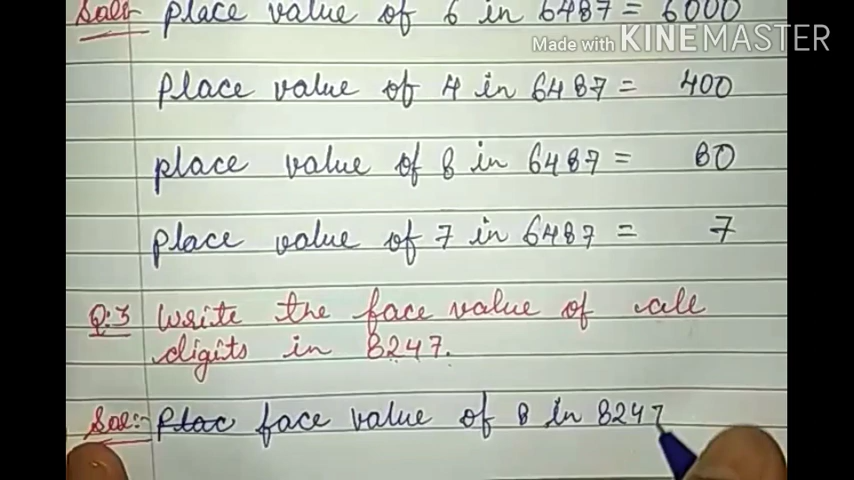 Sol:- place value of 6 in 6487 = 6000
Made with KINEMASTER
place value of 4 in 6487 = 400
place value of 8 in 6487 = 80
place value of 7 in 6487 = 7
Q:3 Write the face value of all
digits in 8247.
Sol:- Plac face value of 8 in 8247